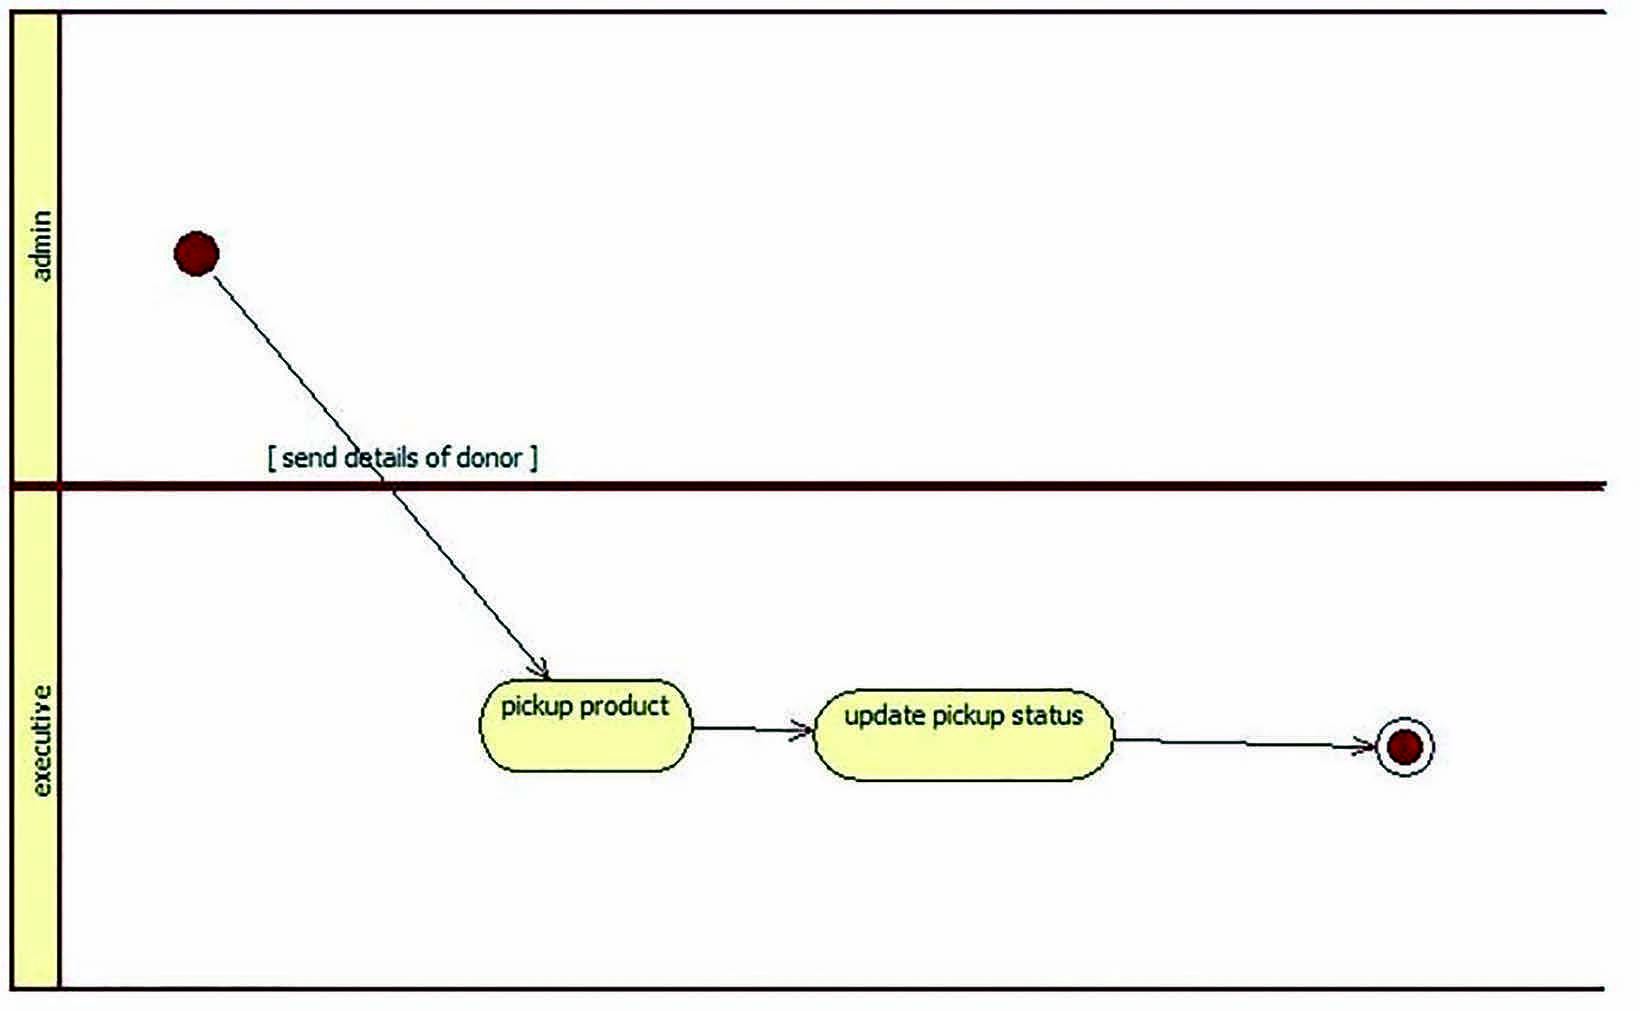 admin
[ send details of donor ]
executive
pickup product
update pickup status